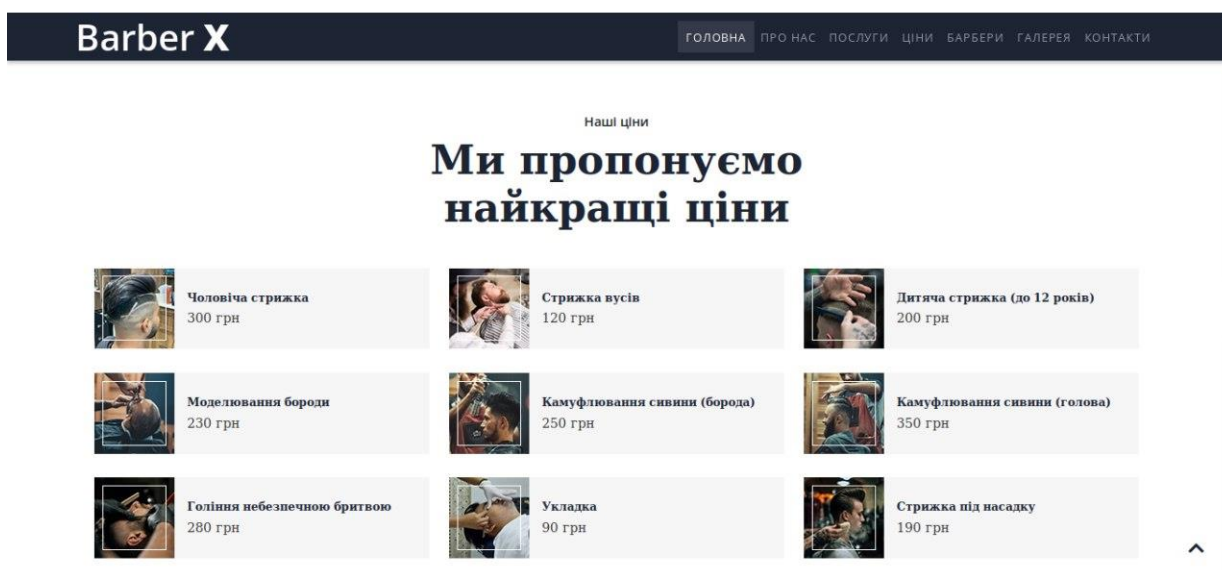 Barber X
ГОЛОВНА ПРО НАС ПОСЛУГИ ЦІНИ БАРБЕРИ ГАЛЕРЕЯ КОНТАКТИ
Наші ціни
Ми пропонуємо
найкращі ціни
Чоловіча стрижка
300 грн
Стрижка вусів
120 грн
Дитяча стрижка (до 12 років)
200 грн
Моделювання бороди
230 грн
Камуфлювання сивини (борода)
250 грн
Камуфлювання сивини (голова)
350 грн
Гоління небезпечною бритвою
280 грн
Укладка
90 грн
Стрижка під насадку
190 грн